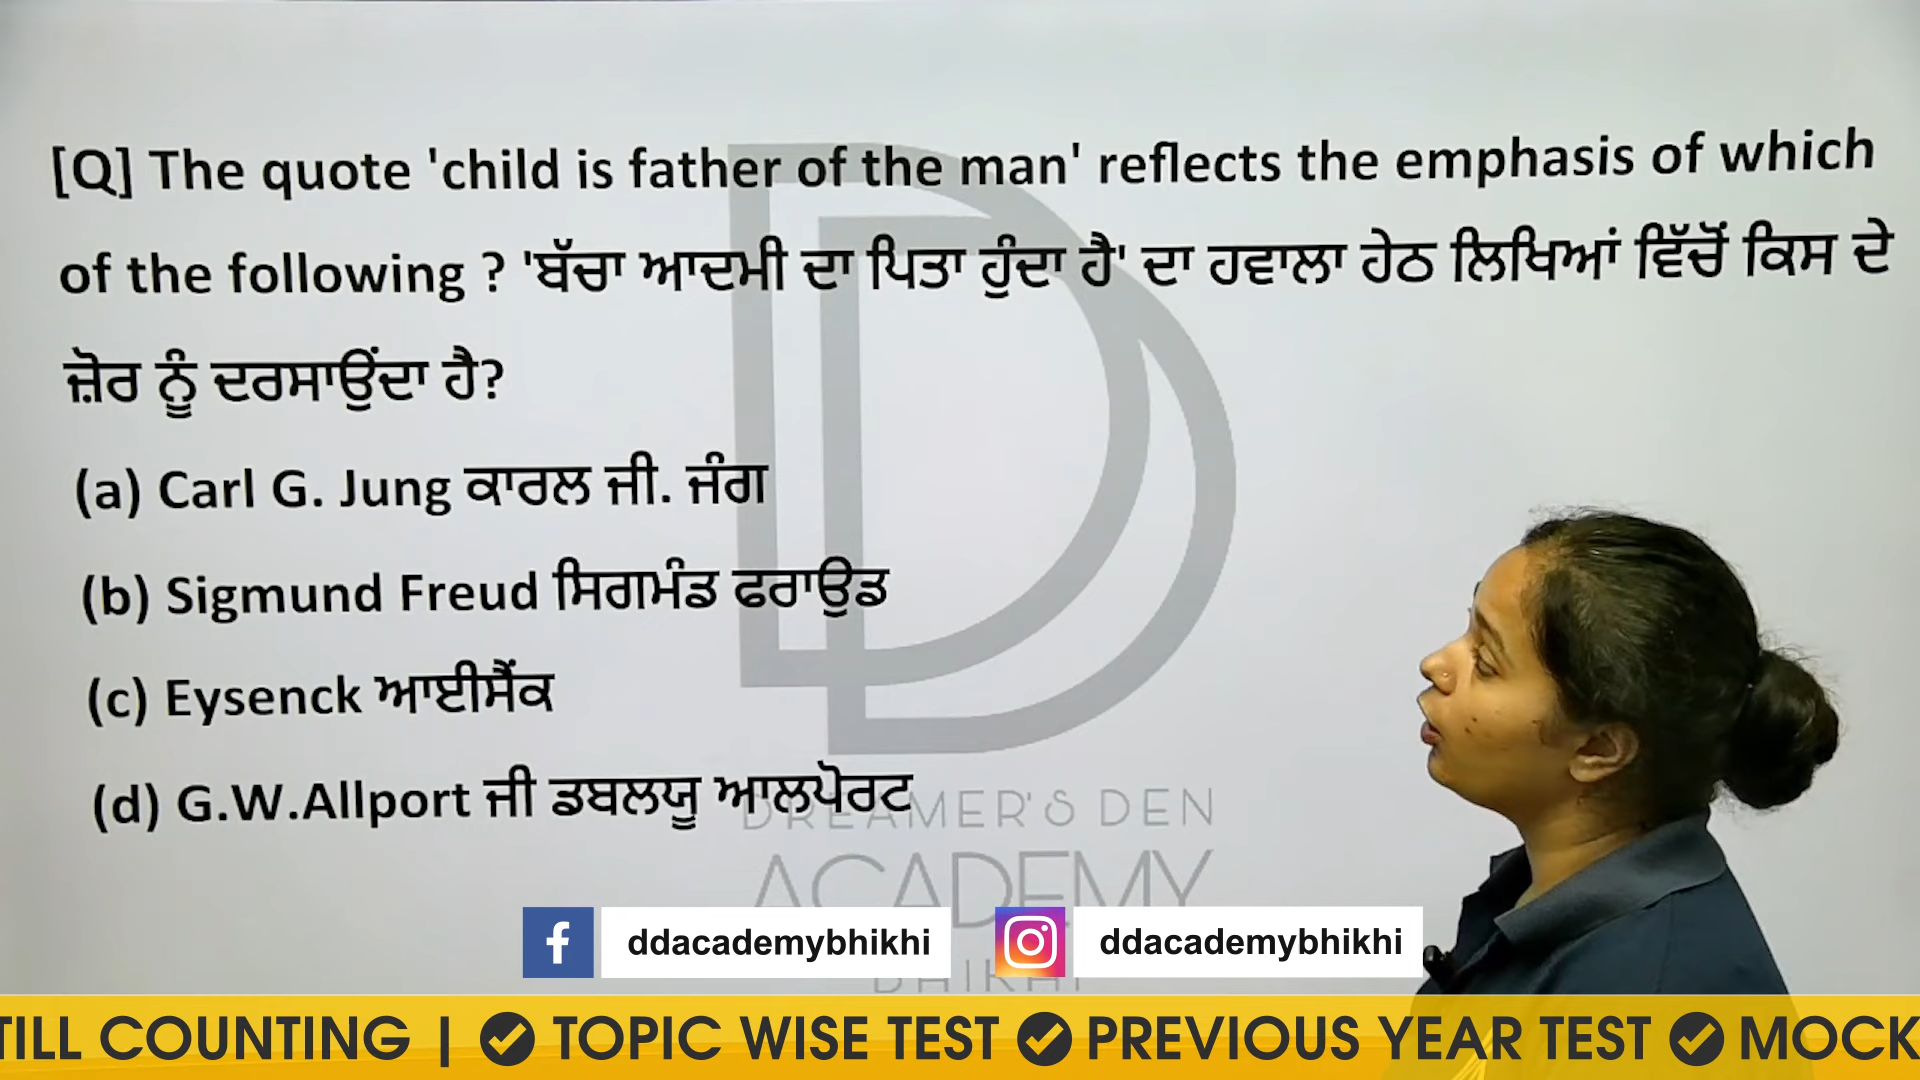 [Q] The quote 'child is father of the man' reflects the emphasis of which
of the following ? 'ਬੱਚਾ ਆਦਮੀ ਦਾ ਪਿਤਾ ਹੁੰਦਾ ਹੈ' ਦਾ ਹਵਾਲਾ ਹੇਠ ਲਿਖਿਆਂ ਵਿੱਚੋਂ ਕਿਸ ਦੇ
ਜ਼ੋਰ ਨੂੰ ਦਰਸਾਉਂਦਾ ਹੈ?
(a) Carl G. Jung ਕਾਰਲ ਜੀ. ਜੰਗ
(b) Sigmund Freud ਸਿਗਮੰਡ ਫਰਾਉਡ
(c) Eysenck ਆਈਸੈਂਕ
(d) G.W.Allport ਜੀ ਡਬਲਯੂ ਆਲਪੋਰਟ
DREAMER'S DEN
ACADEMY
BHIKHI
ddacademybhikhi ddacademybhikhi
TILL COUNTING | TOPIC WISE TEST PREVIOUS YEAR TEST MOCK